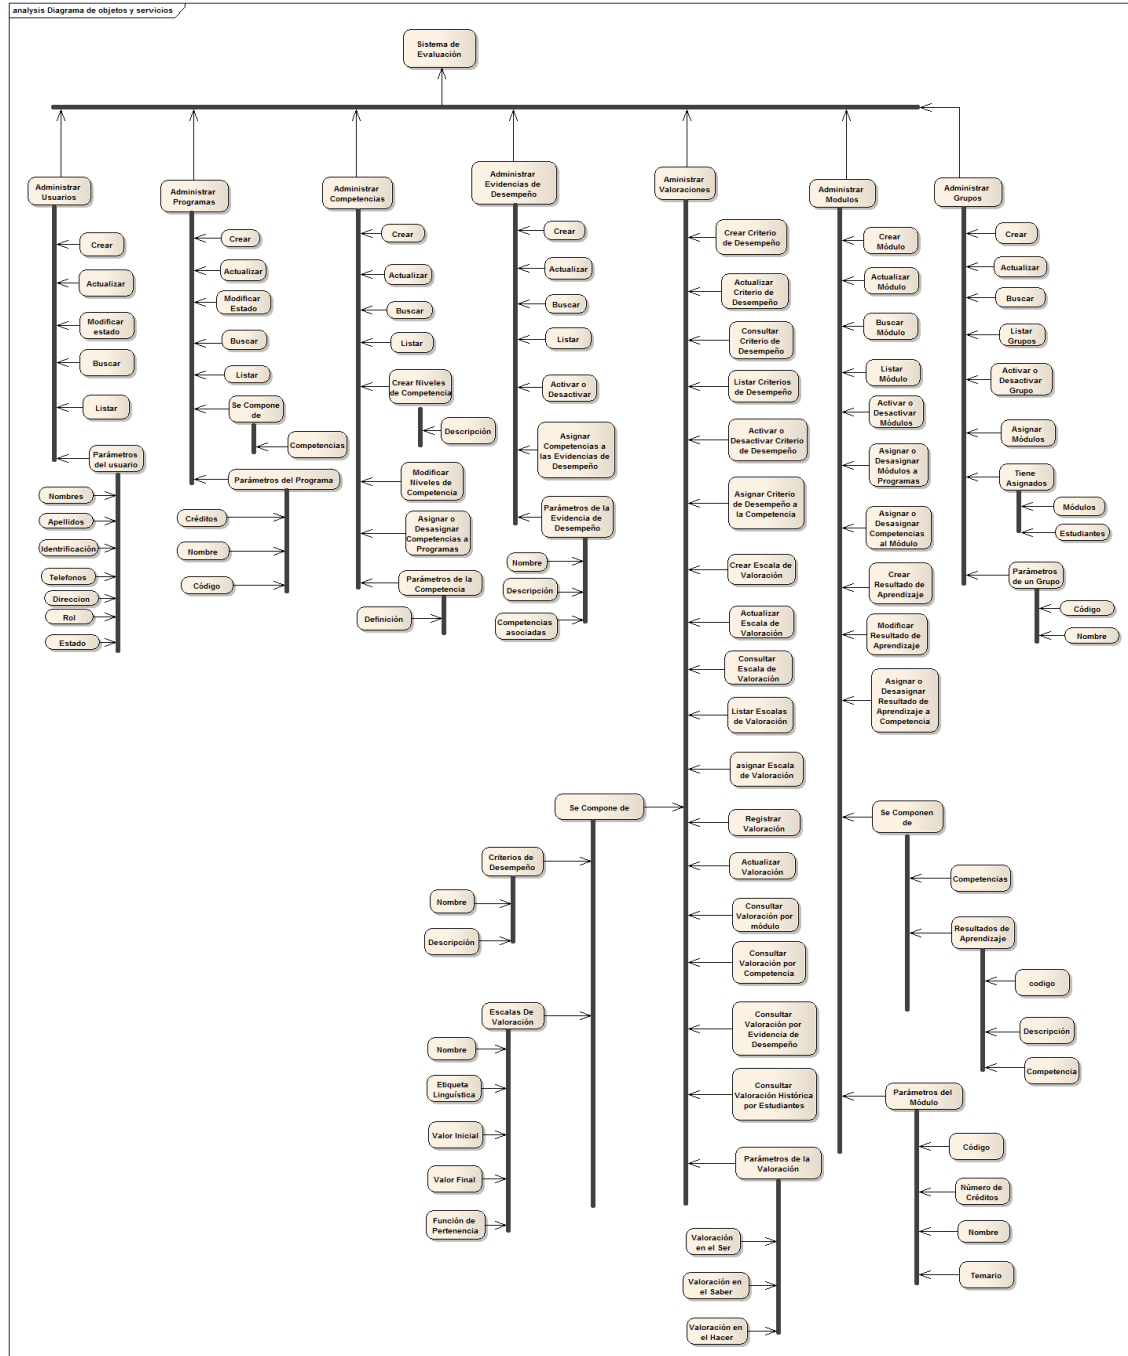 analysis Diagrama de objetos y servicios
Sistema de
Evaluación
Administrar
Usuarios
Crear
Actualizar
Modificar
estado
Buscar
Listar
Parámetros
del usuario
Nombres
Apellidos
Identificación
Telefonos
Direccion
Rol
Estado
Administrar
Programas
Crear
Actualizar
Modificar
Estado
Buscar
Listar
Se Compone
de
Competencias
Parámetros del Programa
Créditos
Nombre
Código
Administrar
Competencias
Crear
Actualizar
Buscar
Listar
Crear Niveles
de Competencia
Descripción
Modificar
Niveles de
Competencia
Asignar o
Desasignar
Competencias a
Programas
Parámetros de la
Competencia
Definición
Administrar
Evidencias de
Desempeño
Crear
Actualizar
Buscar
Listar
Activar o
Desactivar
Asignar
Competencias a
las Evidencias de
Desempeño
Parámetros de la
Evidencia de
Desempeño
Nombre
Descripción
Competencias
asociadas
Aministrar
Valoraciones
Crear Criterio
de Desempeño
Actualizar
Criterio de
Desempeño
Consultar
Criterio de
Desempeño
Listar Criterios
de Desempeño
Activar o
Desactivar Criterio
de Desempeño
Asignar Criterio
de Desempeño a
la Competencia
Crear Escala de
Valoración
Actualizar
Escala de
Valoración
Consultar
Escala de
Valoración
Listar Escalas
de Valoración
asignar Escala
de Valoración
Se Compone de
Criterios de
Desempeño
Nombre
Descripción
Escalas De
Valoración
Nombre
Etiqueta
Linguística
Valor Inicial
Valor Final
Función de
Pertenencia
Registrar
Valoración
Actualizar
Valoración
Consultar
Valoración por
módulo
Consultar
Valoración por
Competencia
Consultar
Valoración por
Evidencia de
Desempeño
Consultar
Valoración Histórica
por Estudiantes
Parámetros de la
Valoración
Valoración
en el Ser
Valoración en
el Saber
Valoración en
el Hacer
Administrar
Modulos
Crear
Módulo
Actualizar
Módulo
Buscar
Módulo
Listar
Módulo
Activar o
Desactivar
Módulos
Asignar o
Desasignar
Módulos a
Programas
Asignar o
Desasignar
Competencias
al Módulo
Crear
Resultado de
Aprendizaje
Modificar
Resultado de
Aprendizaje
Asignar o
Desasignar
Resultado de
Aprendizaje a
Competencia
Se Componen
de
Competencias
Resultados de
Aprendizaje
codigo
Descripción
Competencia
Parámetros del
Módulo
Código
Número de
Créditos
Nombre
Temario
Administrar
Grupos
Crear
Actualizar
Buscar
Listar
Grupos
Activar o
Desactivar
Grupo
Asignar
Módulos
Tiene
Asignados
Módulos
Estudiantes
Parámetros
de un Grupo
Código
Nombre